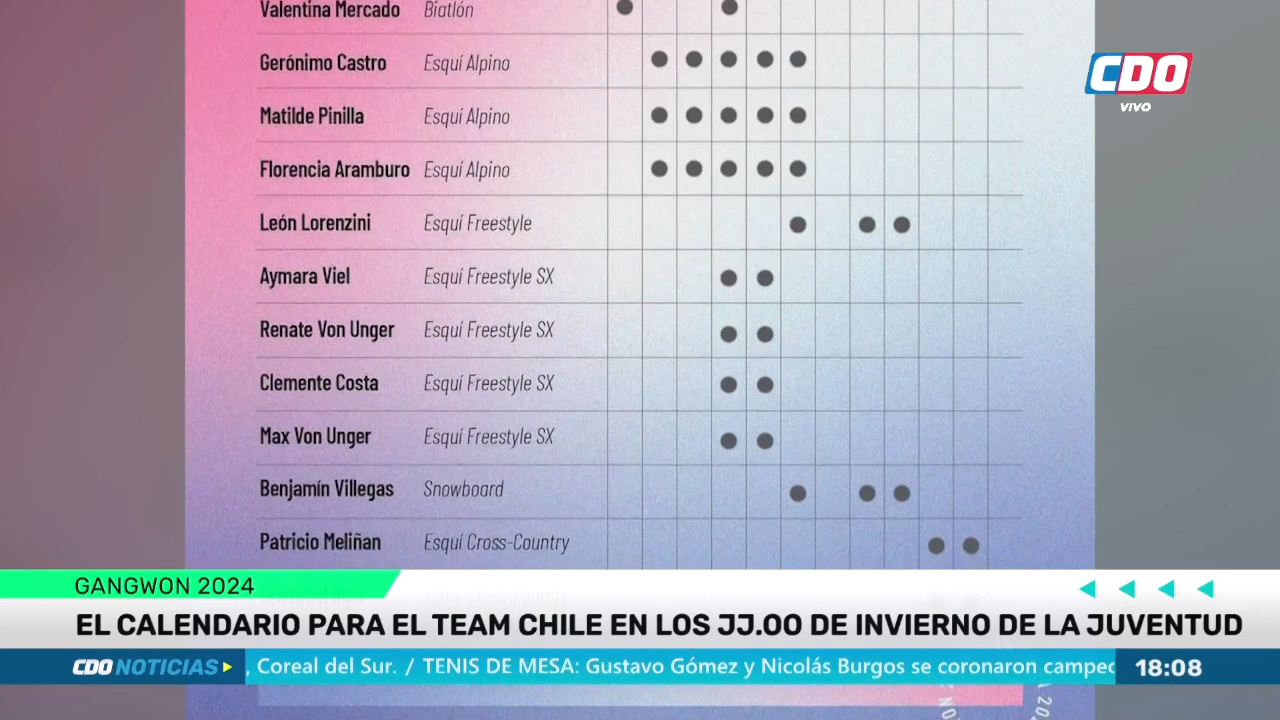 Valentina Mercado Biatlón
Gerónimo Castro Esquí Alpino
CDO
VIVO
Matilde Pinilla Esquí Alpino
Florencia Aramburo Esquí Alpino
León Lorenzini Esquí Freestyle
Aymara Viel Esquí Freestyle SX
Renate Von Unger Esquí Freestyle SX
Clemente Costa Esquí Freestyle SX
Max Von Unger Esquí Freestyle SX
Benjamín Villegas Snowboard
Patricio Meliñan Esquí Cross-Country
GANGWON 2024
EL CALENDARIO PARA EL TEAM CHILE EN LOS JJ.OO DE INVIERNO DE LA JUVENTUD
CDO NOTICIAS , Coreal del Sur. / TENIS DE MESA: Gustavo Gómez y Nicolás Burgos se coronaron campeo 18:08